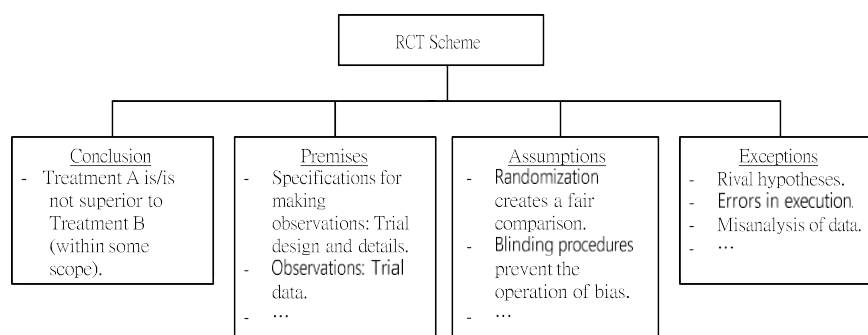 RCT Scheme
Conclusion
- Treatment A is/is
not superior to
Treatment B
(within some
scope).
Premises
- Specifications for
making
observations: Trial
design and details.
- Observations: Trial
data.
- …
Assumptions
- Randomization
creates a fair
comparison.
- Blinding procedures
prevent the
operation of bias.
- …
Exceptions
- Rival hypotheses.
- Errors in execution.
- Misanalysis of data.
- …